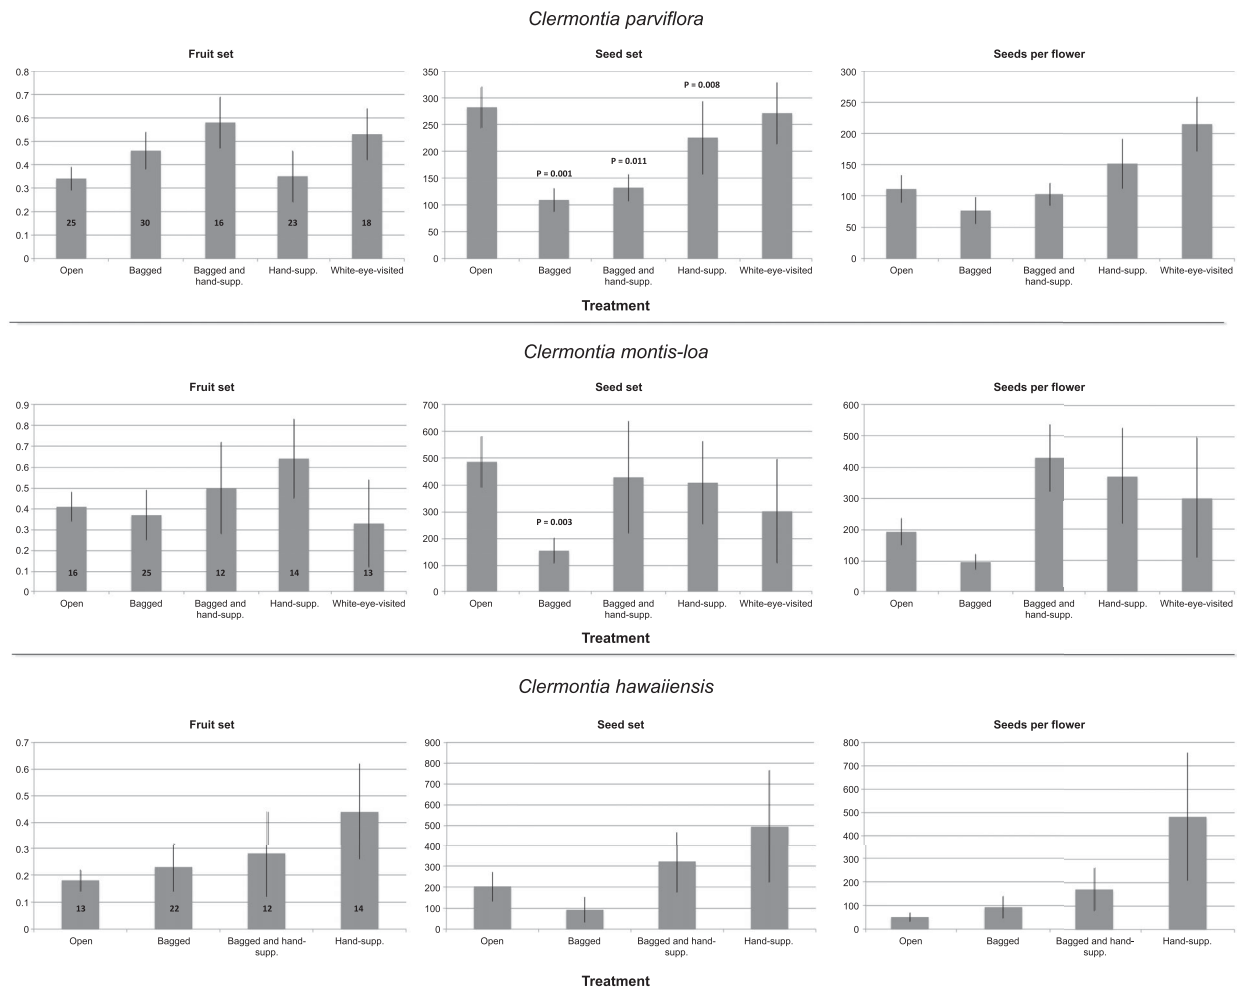 Clermontia parviflora
Fruit set
0.8
0.7
0.6
0.5
0.4
0.3
0.2
0.1
0
25
30
16
23
18
Open
Bagged
Bagged and
hand-supp.
Hand-supp.
White-eye-visited
Seed set
350
300
250
200
150
100
50
0
P = 0.001
P = 0.011
P = 0.008
Open
Bagged
Bagged and
hand-supp.
Hand-supp.
White-eye-visited
Seeds per flower
300
250
200
150
100
50
0
Open
Bagged
Bagged and
hand-supp.
Hand-supp.
White-eye-visited
Treatment
Clermontia montis-loa
Fruit set
0.9
0.8
0.7
0.6
0.5
0.4
0.3
0.2
0.1
0
16
25
12
14
13
Open
Bagged
Bagged and
hand-supp.
Hand-supp.
White-eye-visited
Seed set
700
600
500
400
300
200
100
0
P = 0.003
Open
Bagged
Bagged and
hand-supp.
Hand-supp.
White-eye-visited
Seeds per flower
600
500
400
300
200
100
0
Open
Bagged
Bagged and
hand-supp.
Hand-supp.
White-eye-visited
Treatment
Clermontia hawaiiensis
Fruit set
0.7
0.6
0.5
0.4
0.3
0.2
0.1
0
13
22
12
14
Open
Bagged
Bagged and hand-
supp.
Hand-supp.
Seed set
900
800
700
600
500
400
300
200
100
0
Open
Bagged
Bagged and hand-
supp.
Hand-supp.
Seeds per flower
800
700
600
500
400
300
200
100
0
Open
Bagged
Bagged and hand-
supp.
Hand-supp.
Treatment